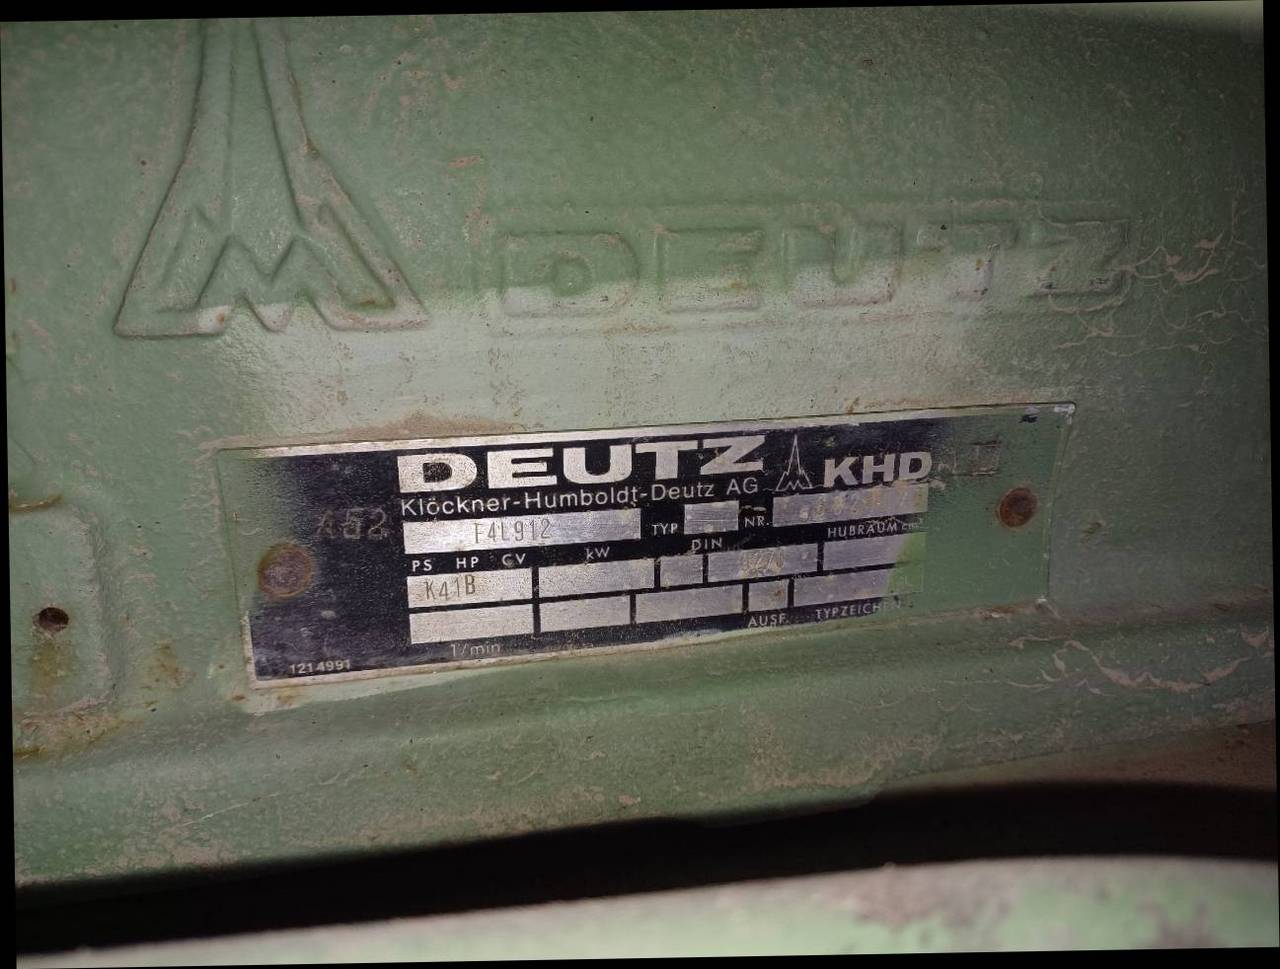 DEUTZ
DEUTZ KHD
Klöckner-Humboldt-Deutz AG
A52
F4L912 TYP NR.
PS HP CV kW DIN HUBRAUM cm³
K41B
AUSF. TYPZEICHEN
1/min
1214991